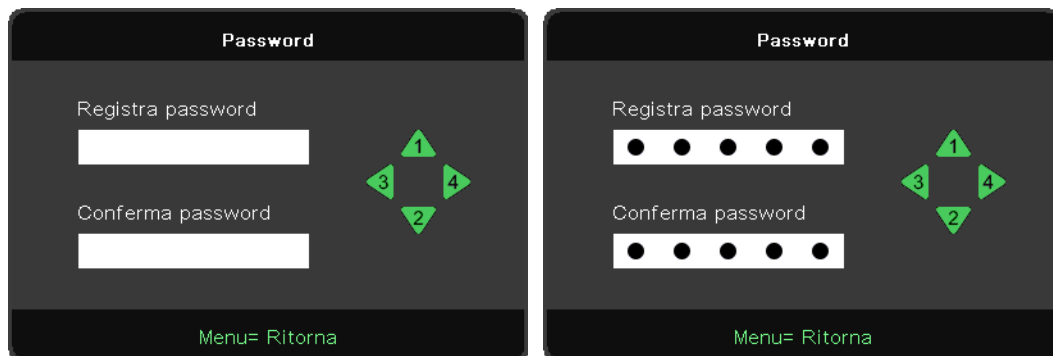 Password
Registra password
1
3
4
Conferma password
2
Menu= Ritorna
Password
Registra password
● ● ● ● ●
1
3
4
Conferma password
2
● ● ● ● ●
Menu= Ritorna